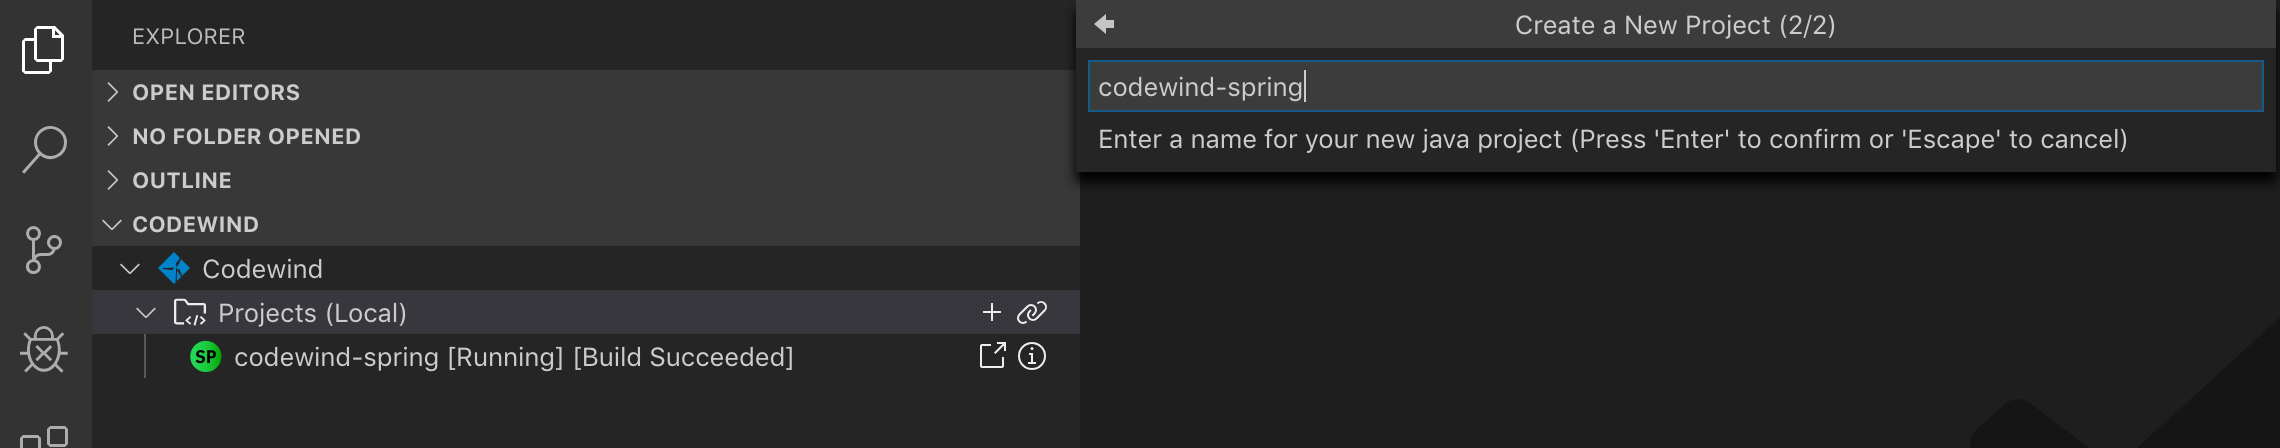 EXPLORER
OPEN EDITORS
NO FOLDER OPENED
OUTLINE
CODEWIND
Codewind
Projects (Local)
SP codewind-spring [Running] [Build Succeeded]
Create a New Project (2/2)
codewind-spring
Enter a name for your new java project (Press 'Enter' to confirm or 'Escape' to cancel)